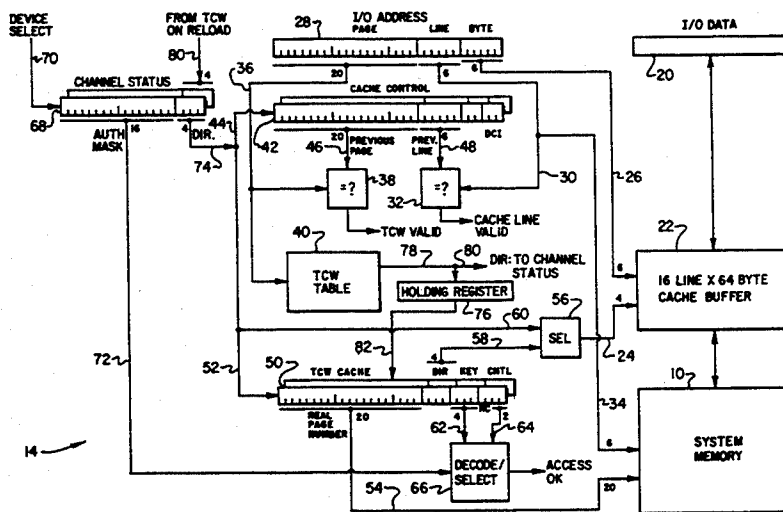 DEVICE SELECT
70
FROM TCW ON RELOAD
80
4
CHANNEL STATUS
68
AUTH MASK
16
4
DIR.
74
44
36
28
I/O ADDRESS
PAGE
LINE
BYTE
20
6
6
CACHE CONTROL
42
20
6
DCI
46
PREVIOUS PAGE
PREV. LINE
48
=?
38
=?
32
30
TCW VALID
CACHE LINE VALID
40
TCW TABLE
78
80
DIR: TO CHANNEL STATUS
HOLDING REGISTER
76
60
56
SEL
82
58
72
52
50
TCW CACHE
4
DIR
KEY
CNTL
REAL PAGE NUMBER
20
4
RC
2
62
64
DECODE/ SELECT
66
ACCESS OK
54
14
I/O DATA
20
26
22
6
4
16 LINE X 64 BYTE CACHE BUFFER
24
34
10
6
20
SYSTEM MEMORY